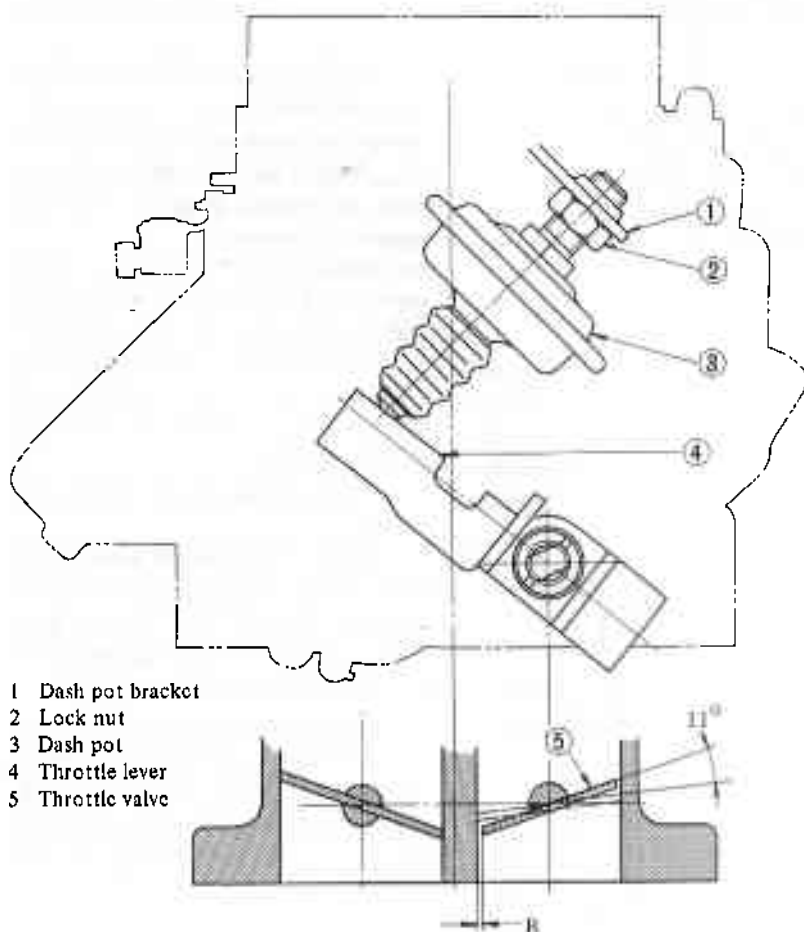 ①
②
③
④
1 Dash pot bracket
2 Lock nut
3 Dash pot
4 Throttle lever
5 Throttle valve
⑤
11°
B